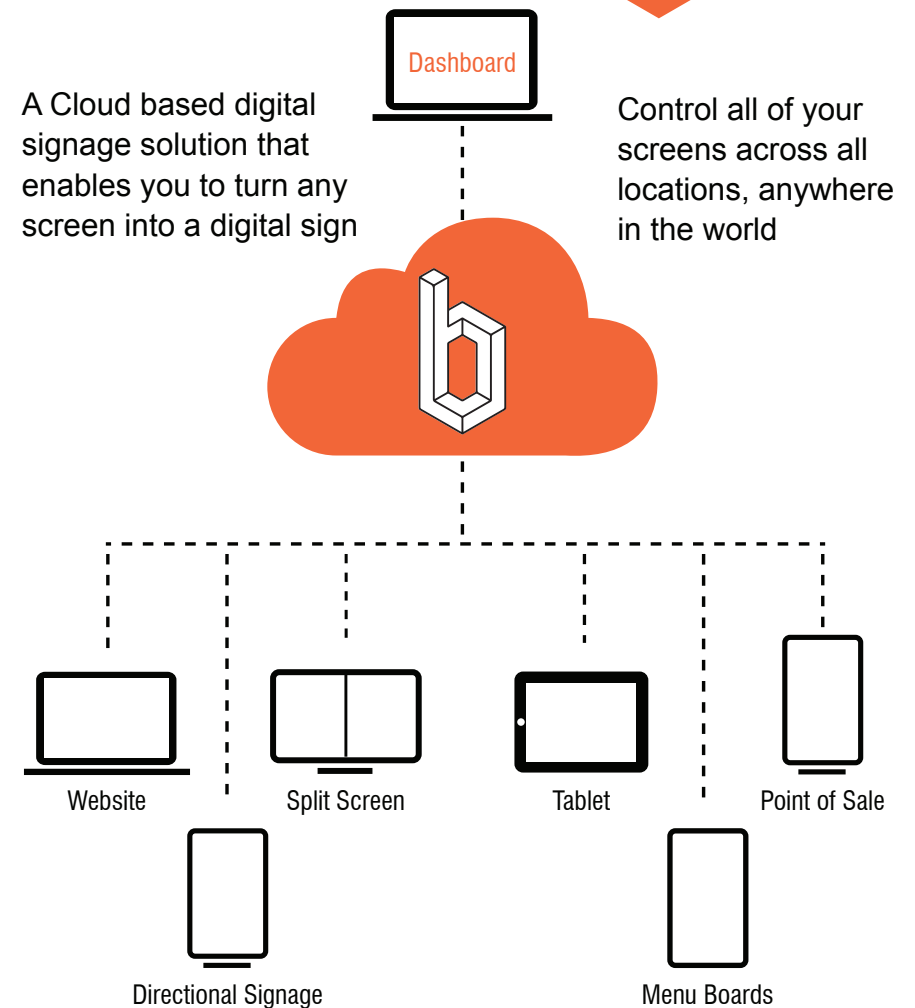 Dashboard
A Cloud based digital
signage solution that
enables you to turn any
screen into a digital sign
Control all of your
screens across all
locations, anywhere
in the world
b
Website
Split Screen
Tablet
Point of Sale
Directional Signage
Menu Boards